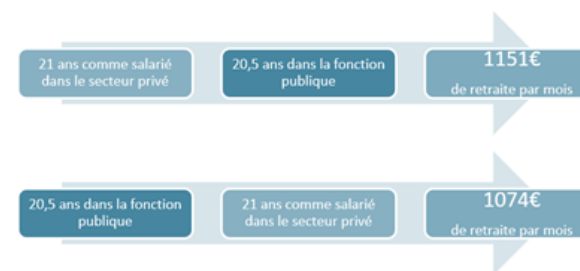 21 ans comme salarié
dans le secteur privé
20,5 ans dans la fonction
publique
1151€
de retraite par mois
20,5 ans dans la fonction
publique
21 ans comme salarié
dans le secteur privé
1074€
de retraite par mois